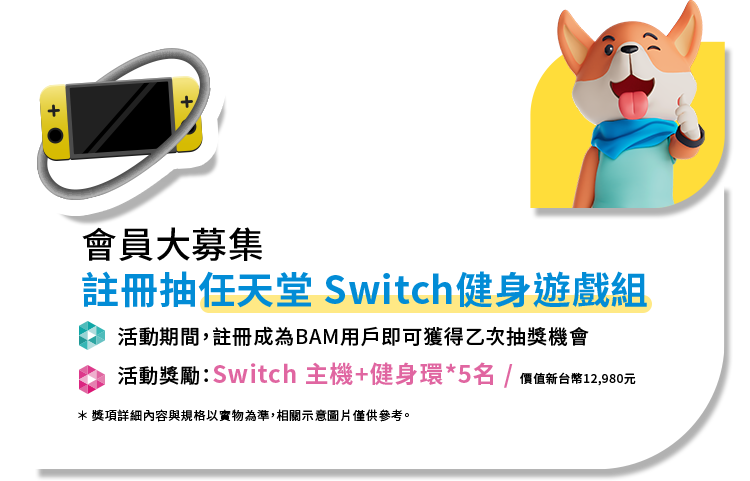 會員大募集
註冊抽任天堂 Switch健身遊戲組
活動期間，註冊成為BAM用戶即可獲得乙次抽獎機會
活動獎勵：Switch 主機+健身環*5名 / 價值新台幣12,980元
＊ 獎項詳細內容與規格以實物為準，相關示意圖片僅供參考。